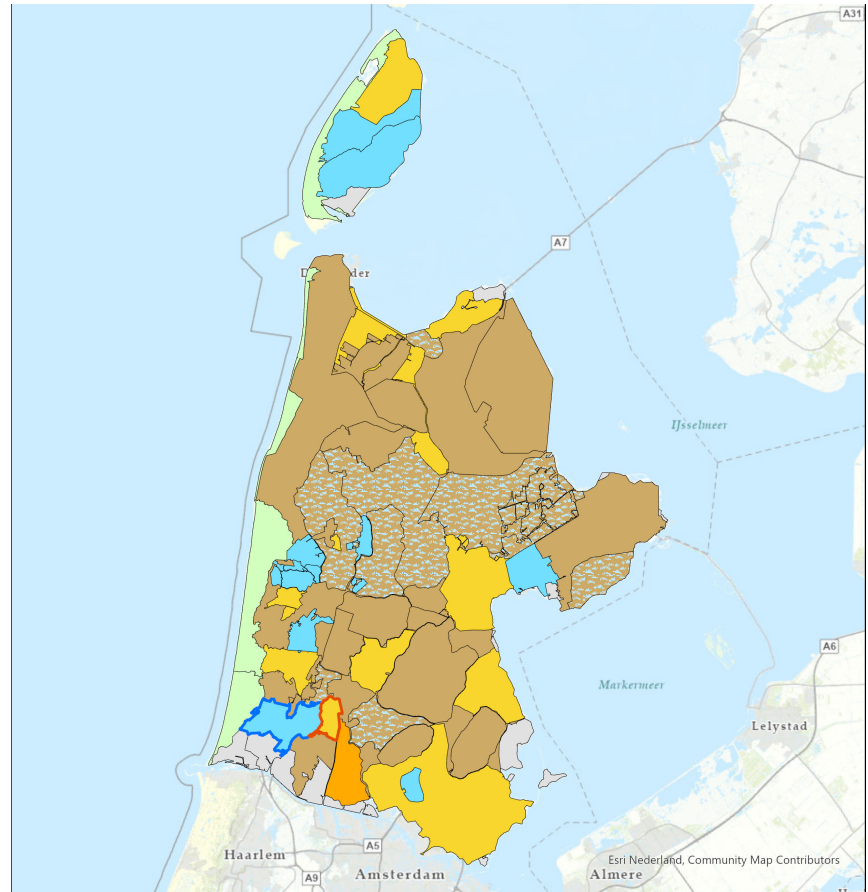 A31
A7
IJsselmeer
A6
Markermeer
Lelystad
A5
Haarlem
A9
Amsterdam
Almere
Esri Nederland, Community Map Contributors